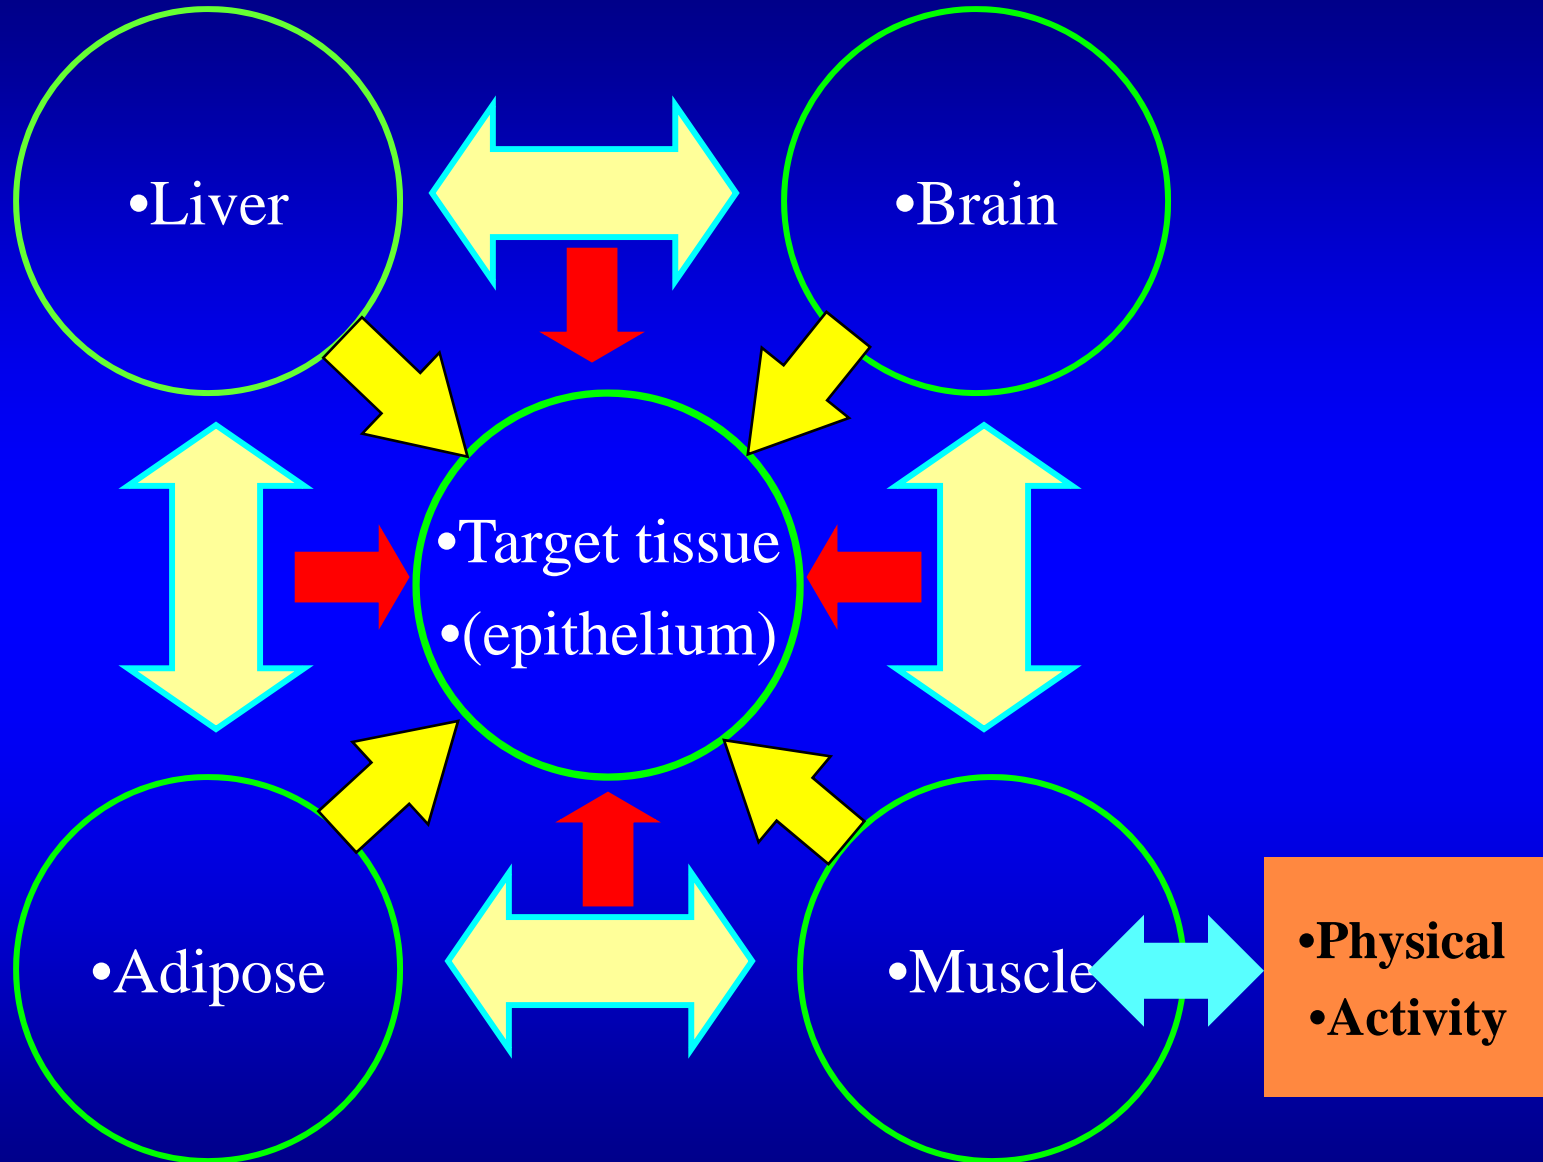 •Liver
•Brain
•Target tissue
•(epithelium)
•Adipose
•Muscle
•Physical
•Activity